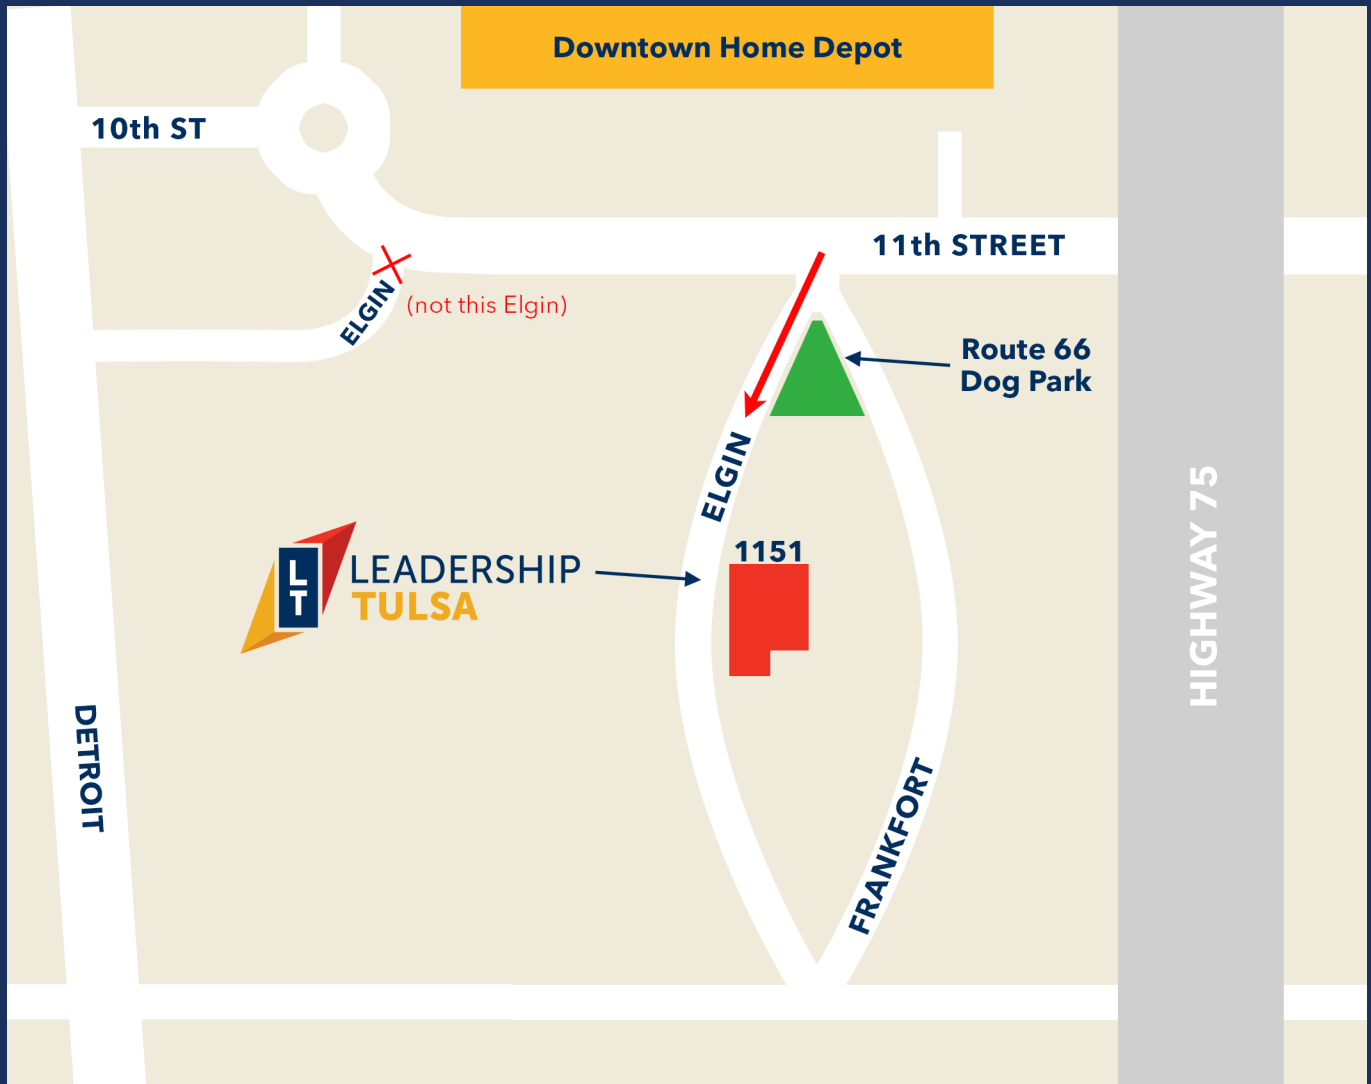 Downtown Home Depot
10th ST
11th STREET
ELGIN
(not this Elgin)
Route 66
Dog Park
ELGIN
1151
L
T
LEADERSHIP
TULSA
HIGHWAY 75
DETROIT
FRANKFORT